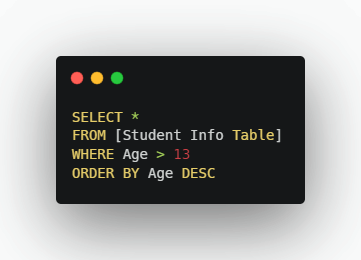 SELECT *
FROM [Student Info Table]
WHERE Age > 13
ORDER BY Age DESC